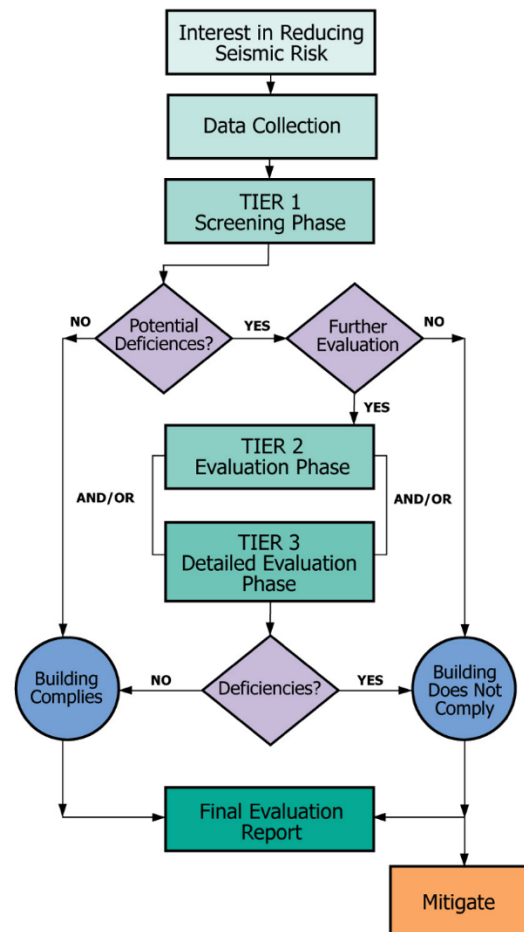 Interest in Reducing
Seismic Risk
Data Collection
TIER 1
Screening Phase
NO
Potential
Deficiences?
YES
Further
Evaluation
NO
YES
TIER 2
Evaluation Phase
AND/OR
AND/OR
TIER 3
Detailed Evaluation
Phase
Building
Complies
NO
Deficiencies?
YES
Building
Does Not
Comply
Final Evaluation
Report
Mitigate